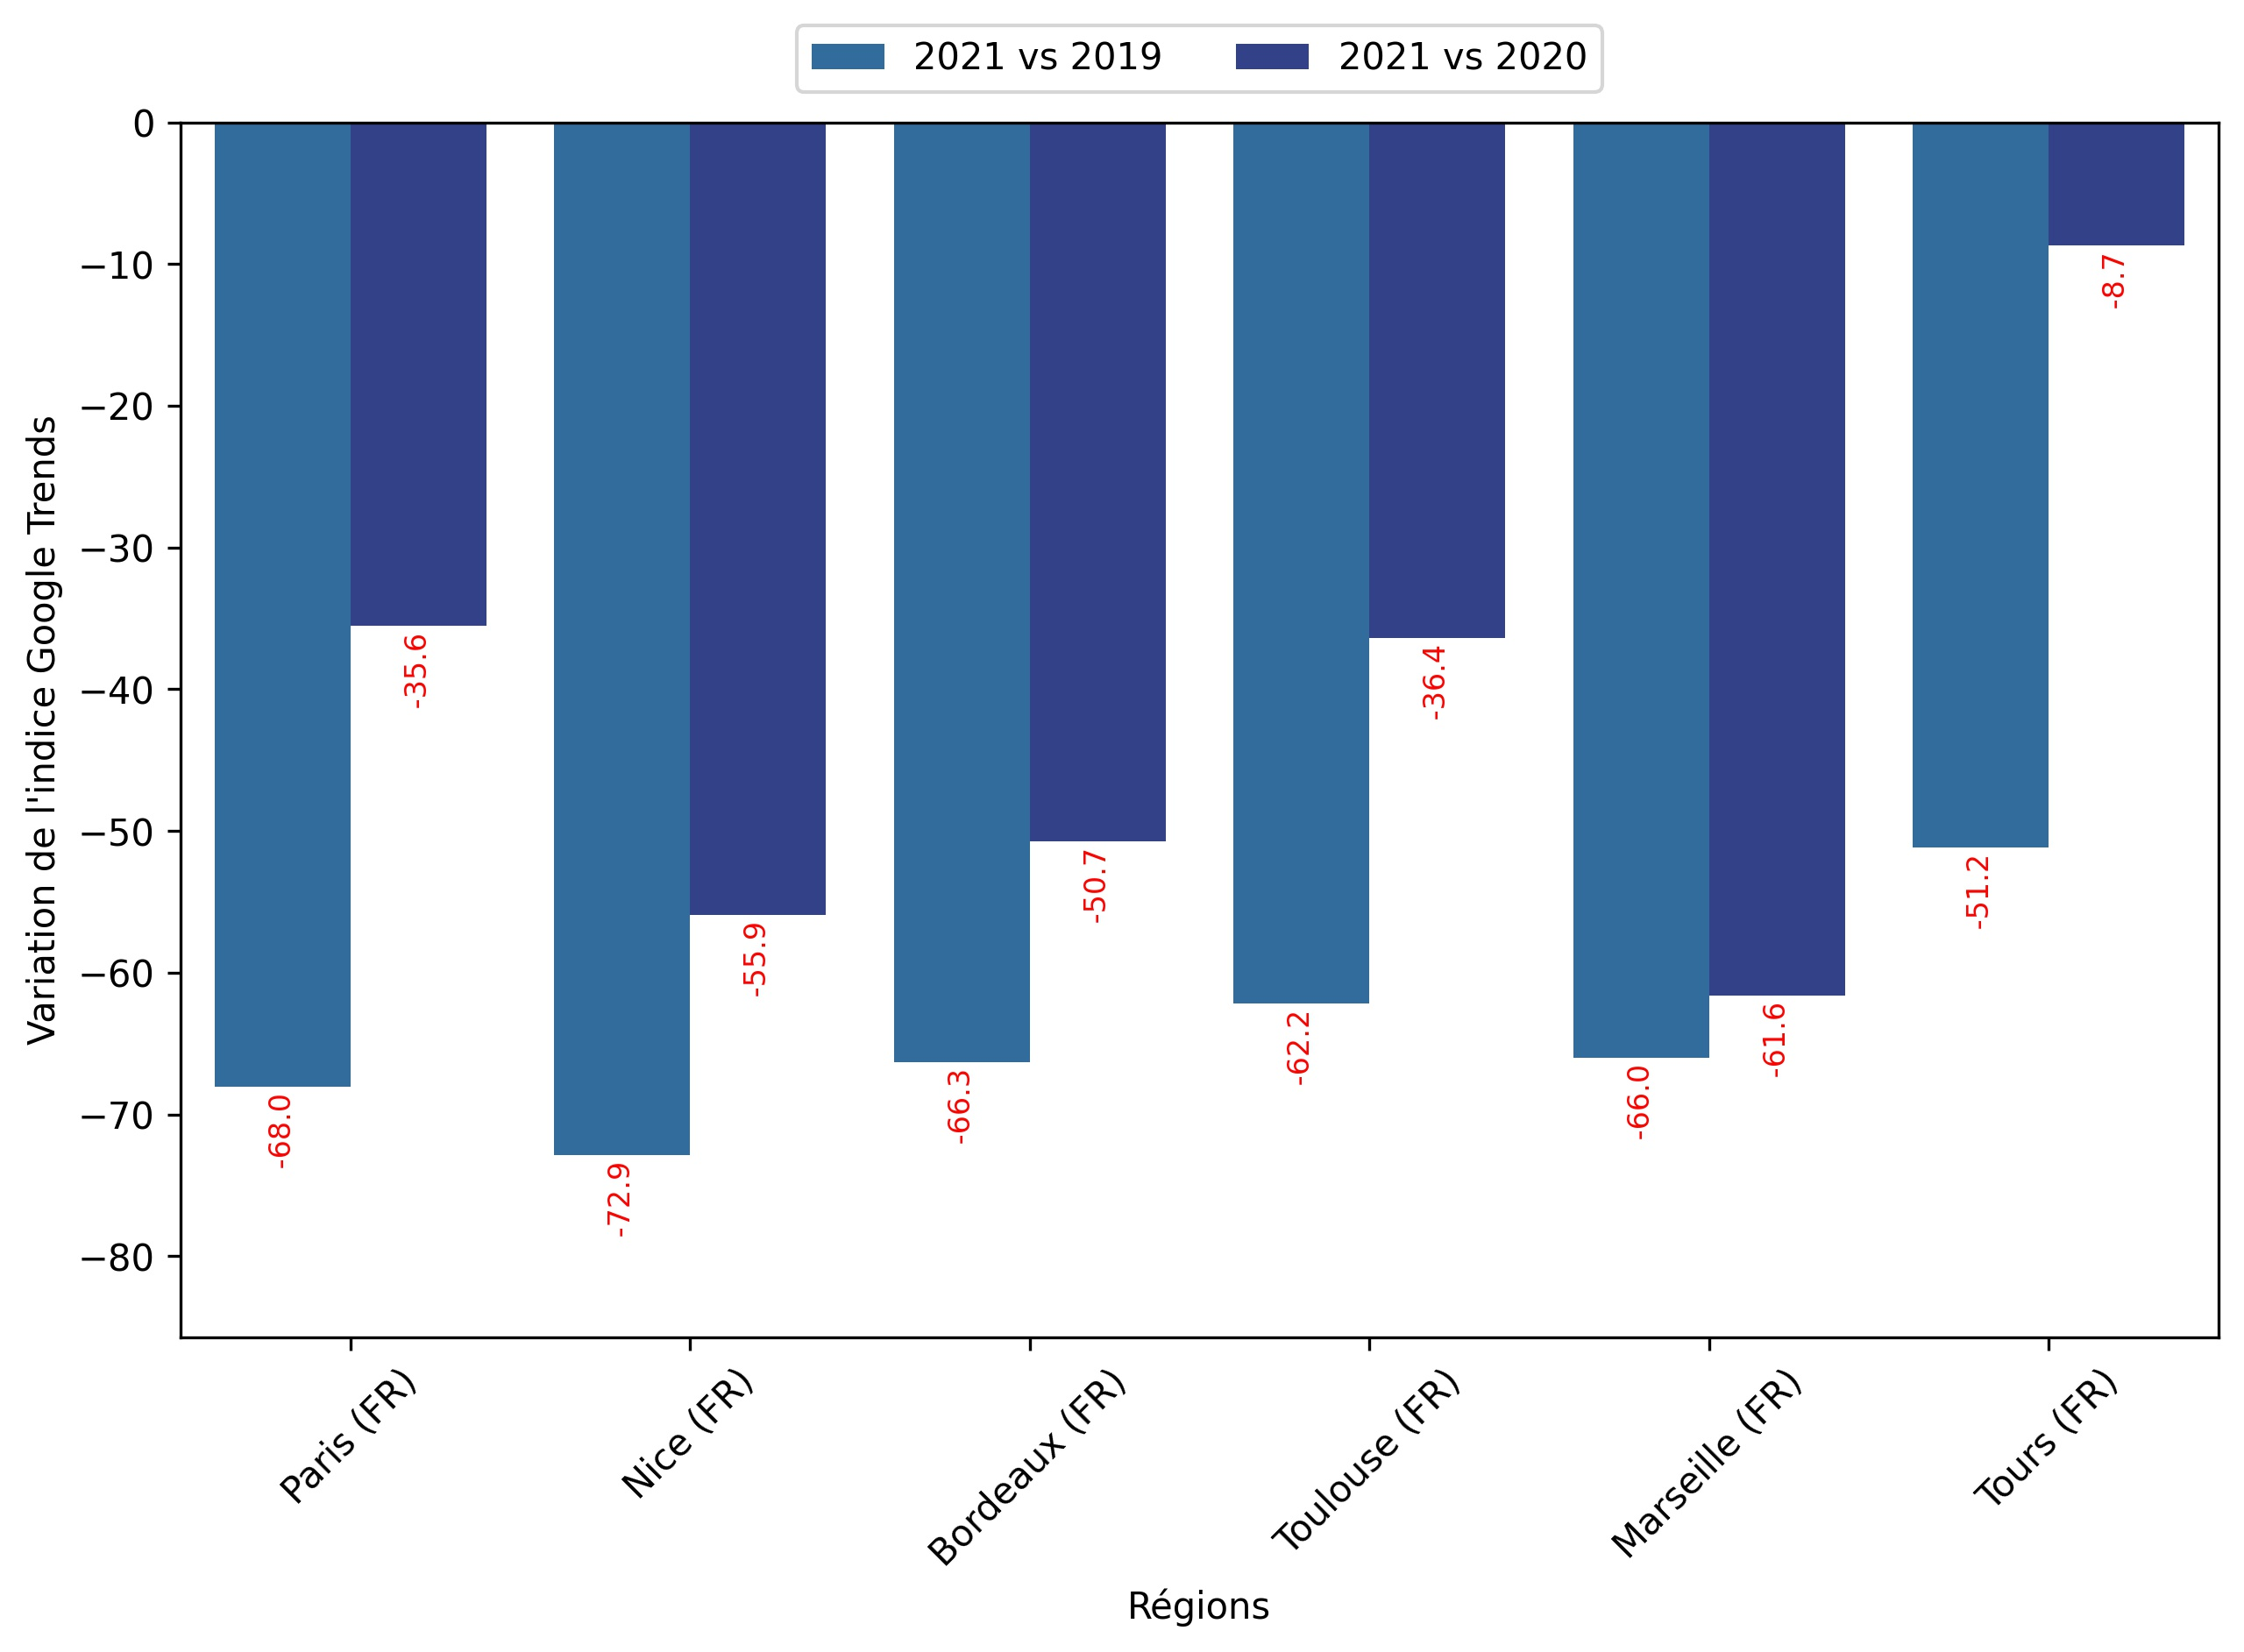 2021 vs 2019 2021 vs 2020
Variation de l'indice Google Trends
0
−10
−20
−30
−40
−50
−60
−70
−80
-68.0
-35.6
-72.9
-55.9
-66.3
-50.7
-62.2
-36.4
-66.0
-61.6
-51.2
-8.7
Paris (FR)
Nice (FR)
Bordeaux (FR)
Toulouse (FR)
Marseille (FR)
Tours (FR)
Régions